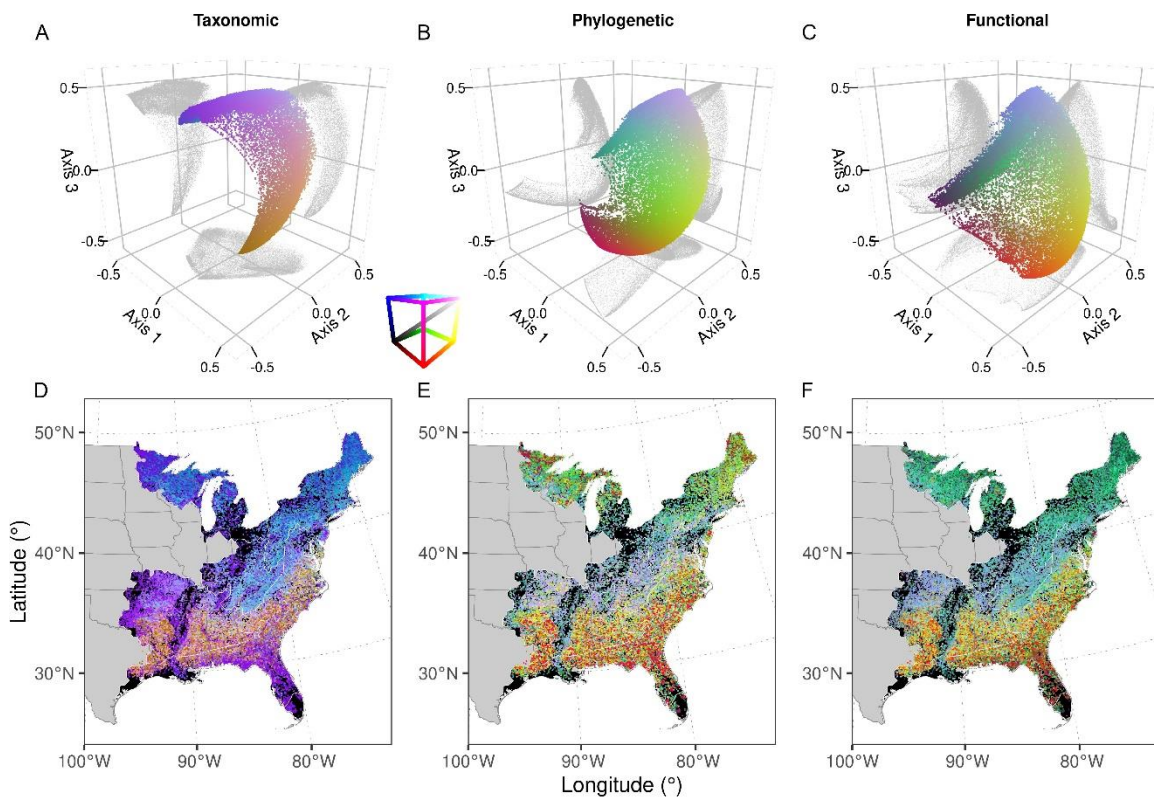 A Taxonomic
B Phylogenetic
C Functional
0.5 0.0 -0.5 Axis 3
-0.5 0.0 0.5 Axis 1
-0.5 0.0 0.5 Axis 2
0.5 0.0 -0.5 Axis 3
-0.5 0.0 0.5 Axis 1
-0.5 0.0 0.5 Axis 2
0.5 0.0 -0.5 Axis 3
-0.5 0.0 0.5 Axis 1
-0.5 0.0 0.5 Axis 2
D
E
F
50°N
40°N
30°N
50°N
40°N
30°N
50°N
40°N
30°N
Latitude (°)
100°W 90°W 80°W
100°W 90°W 80°W
100°W 90°W 80°W
Longitude (°)